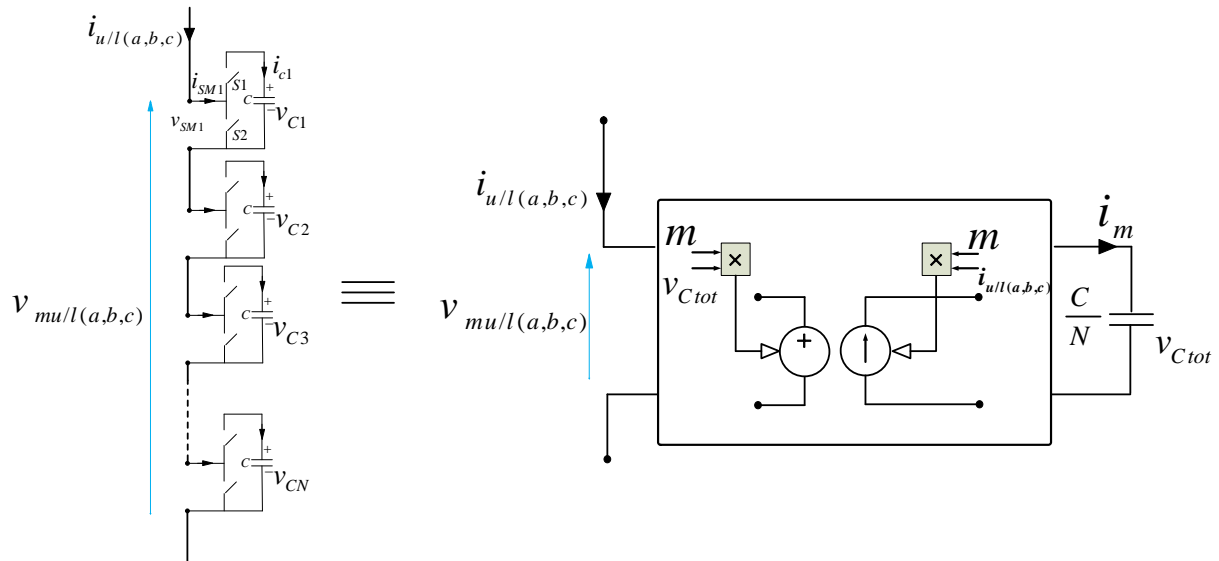 i_{u/l(a,b,c)}
i_{SM1}
S1
i_{c1}
C
+
−
v_{C1}
v_{SM1}
S2
C
+
−
v_{C2}
v_{mu/l(a,b,c)}
C
+
−
v_{C3}
C
+
−
v_{CN}
≡
i_{u/l(a,b,c)}
m
×
v_{Ctot}
v_{mu/l(a,b,c)}
+
m
×
i_{u/l(a,b,c)}
i_m
C/N
v_{Ctot}